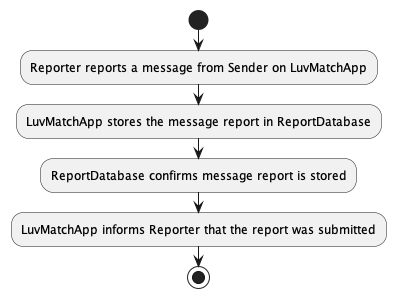 Reporter reports a message from Sender on LuvMatchApp
LuvMatchApp stores the message report in ReportDatabase
ReportDatabase confirms message report is stored
LuvMatchApp informs Reporter that the report was submitted